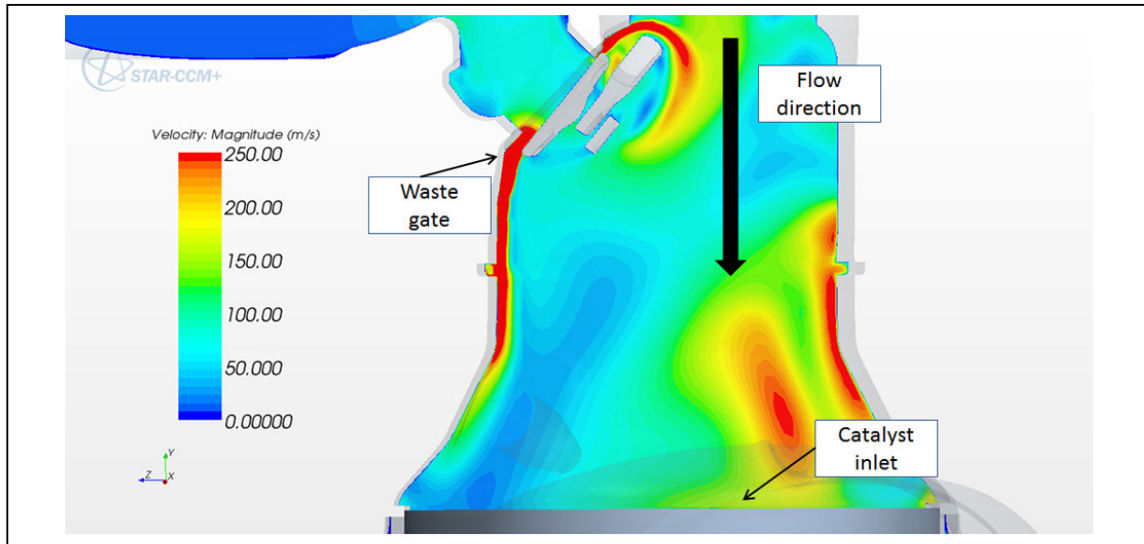 STAR-CCM+
Velocity: Magnitude (m/s)
250.00
200.00
150.00
100.00
50.000
0.00000
Y
Z
X
Waste
gate
Flow
direction
Catalyst
inlet